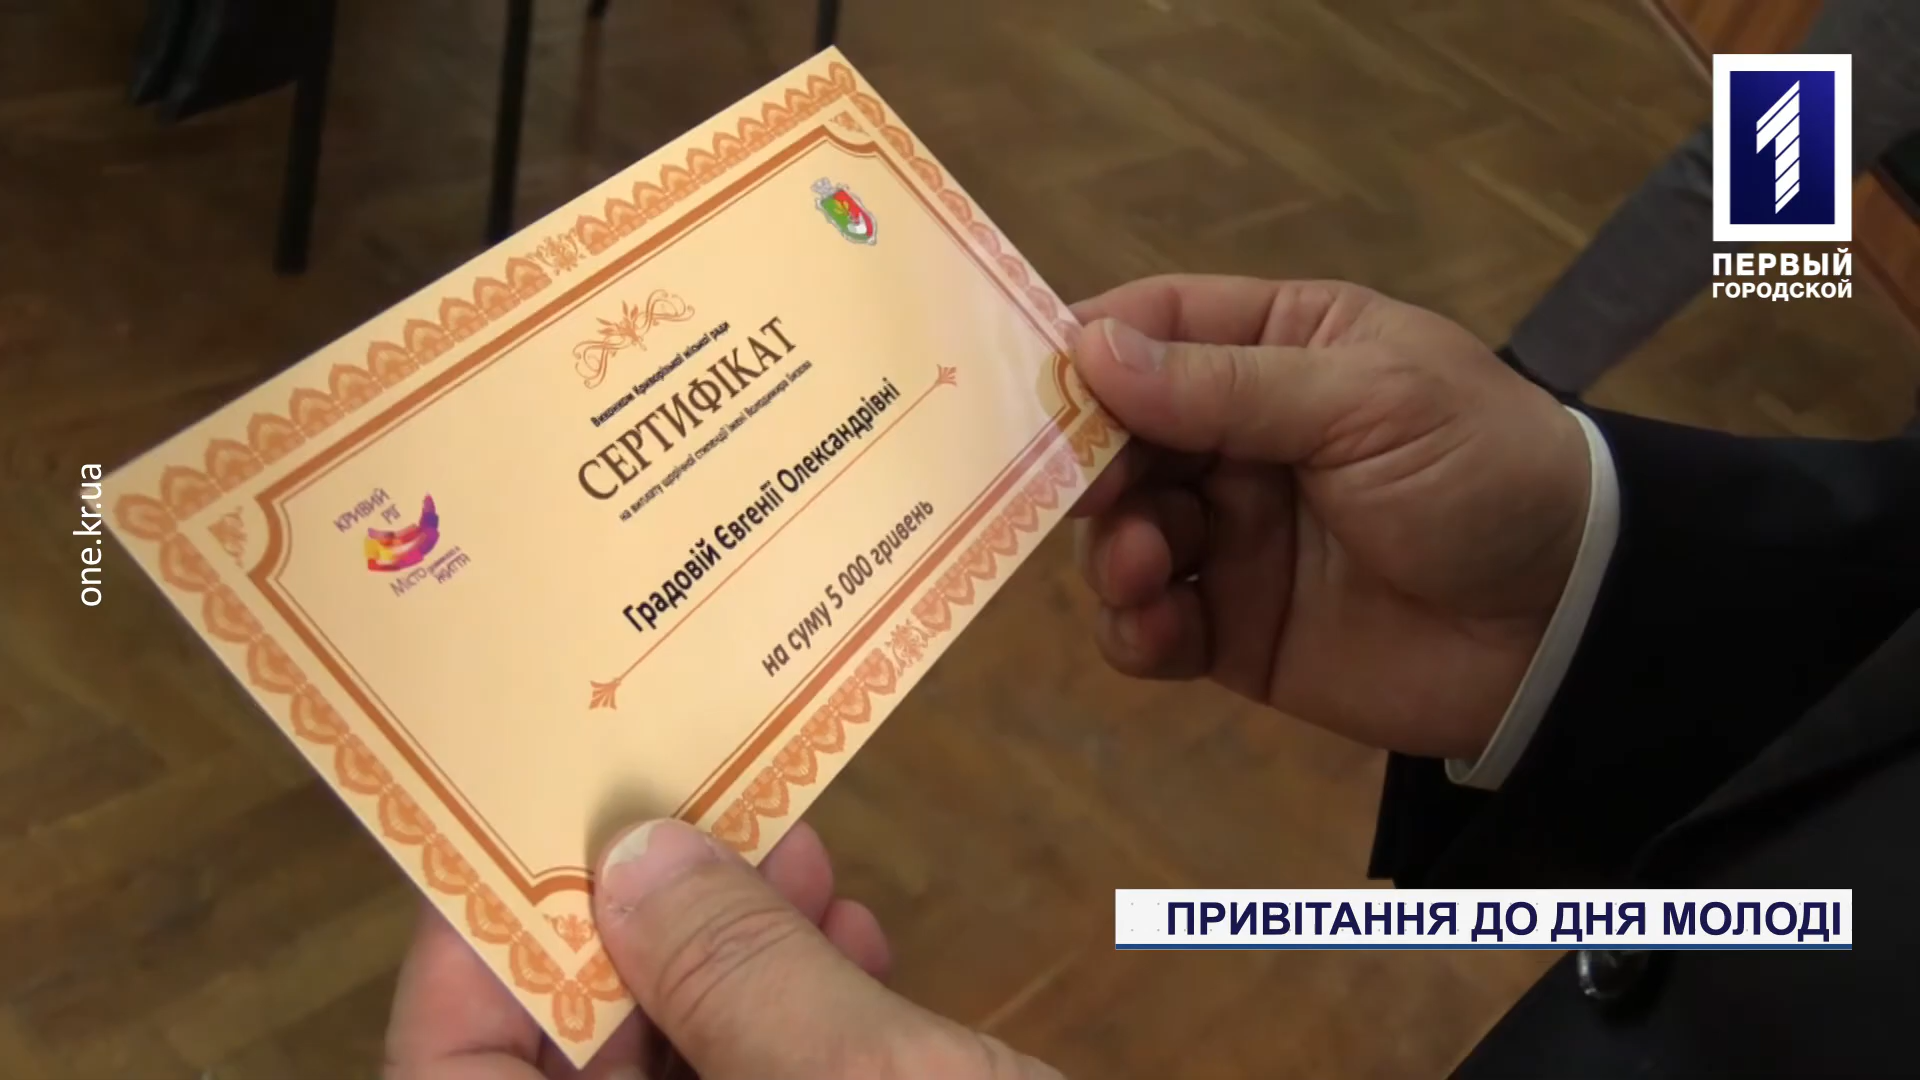 Виконком Криворізької міської ради
СЕРТИФІКАТ
на виплату щорічної стипендії імені Володимира Бизова
Градовій Євгенії Олександрівні
на суму 5 000 гривень
КРИВИЙ
РІГ
Місто
життя
1
ПЕРВЫЙ
ГОРОДСКОЙ
one.kr.ua
ПРИВІТАННЯ ДО ДНЯ МОЛОДІ